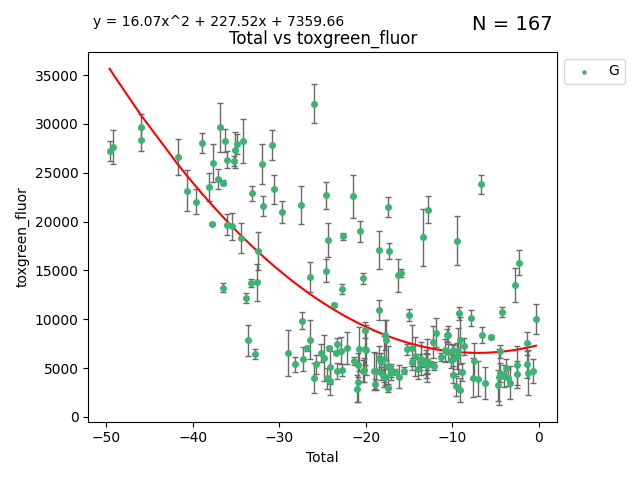 y = 16.07x^2 + 227.52x + 7359.66
N = 167
Total vs toxgreen_fluor
G
toxgreen_fluor
35000
30000
25000
20000
15000
10000
5000
0
−50 −40 −30 −20 −10 0
Total